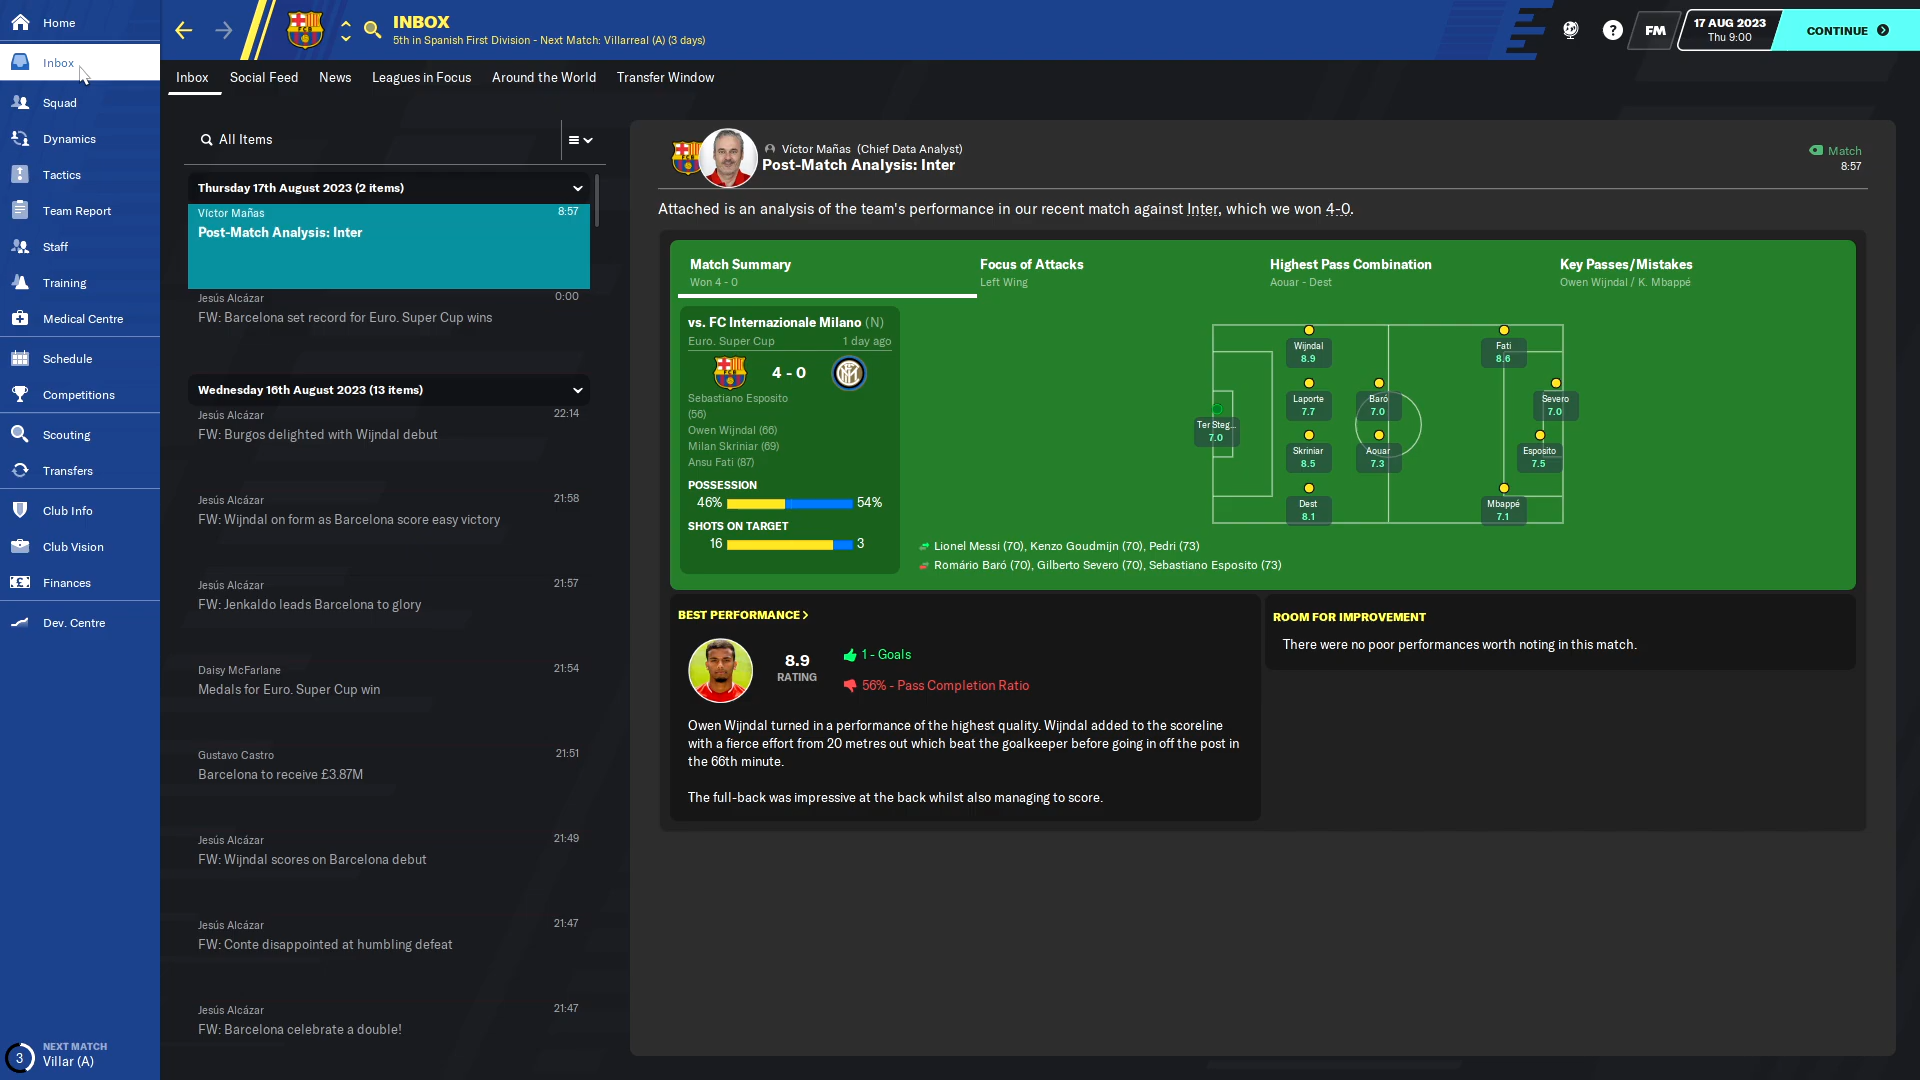 Home
Inbox
Squad
Dynamics
Tactics
Team Report
Staff
Training
Medical Centre
Schedule
Competitions
Scouting
Transfers
Club Info
Club Vision
Finances
Dev. Centre
3
NEXT MATCH
Villar (A)
INBOX
5th in Spanish First Division - Next Match: Villarreal (A) (3 days)
FM
17 AUG 2023
Thu 9:00
CONTINUE
Inbox Social Feed News Leagues in Focus Around the World Transfer Window
All Items
Thursday 17th August 2023 (2 items)
Víctor Mañas 8:57
Post-Match Analysis: Inter
Jesús Alcázar 0:00
FW: Barcelona set record for Euro. Super Cup wins
Wednesday 16th August 2023 (13 items)
Jesús Alcázar 22:14
FW: Burgos delighted with Wijndal debut
Jesús Alcázar 21:58
FW: Wijndal on form as Barcelona score easy victory
Jesús Alcázar 21:57
FW: Jenkaldo leads Barcelona to glory
Daisy McFarlane 21:54
Medals for Euro. Super Cup win
Gustavo Castro 21:51
Barcelona to receive £3.87M
Jesús Alcázar 21:49
FW: Wijndal scores on Barcelona debut
Jesús Alcázar 21:47
FW: Conte disappointed at humbling defeat
Jesús Alcázar 21:47
FW: Barcelona celebrate a double!
Víctor Mañas (Chief Data Analyst)
Post-Match Analysis: Inter
Match
8:57
Attached is an analysis of the team's performance in our recent match against Inter, which we won 4-0.
Match Summary
Won 4 - 0
Focus of Attacks
Left Wing
Highest Pass Combination
Aouar - Dest
Key Passes/Mistakes
Owen Wijndal / K. Mbappé
vs. FC Internazionale Milano (N)
Euro. Super Cup 1 day ago
4 - 0
Sebastiano Esposito
(56)
Owen Wijndal (66)
Milan Skriniar (69)
Ansu Fati (87)
POSSESSION
46% 54%
SHOTS ON TARGET
16 3
Wijndal
8.9
Fati
8.6
Laporte
7.7
Baró
7.0
Severo
7.0
Ter Steg...
7.0
Skriniar
8.5
Aouar
7.3
Esposito
7.5
Dest
8.1
Mbappé
7.1
Lionel Messi (70), Kenzo Goudmijn (70), Pedri (73)
Romário Baró (70), Gilberto Severo (70), Sebastiano Esposito (73)
BEST PERFORMANCE
8.9
RATING
1 - Goals
56% - Pass Completion Ratio
Owen Wijndal turned in a performance of the highest quality. Wijndal added to the scoreline
with a fierce effort from 20 metres out which beat the goalkeeper before going in off the post in
the 66th minute.
The full-back was impressive at the back whilst also managing to score.
ROOM FOR IMPROVEMENT
There were no poor performances worth noting in this match.